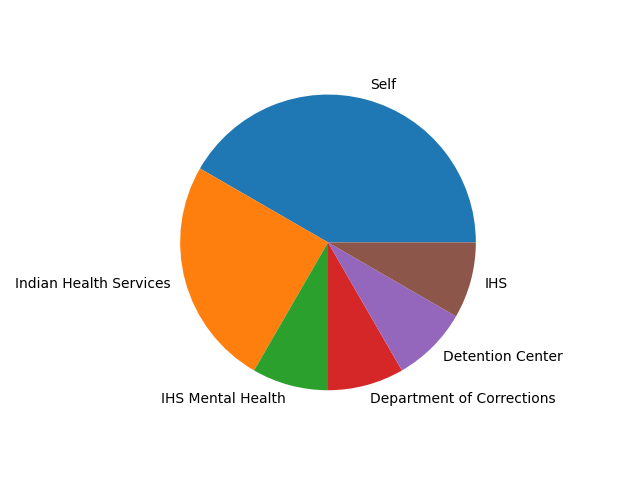 Self
Indian Health Services
IHS
Detention Center
IHS Mental Health
Department of Corrections